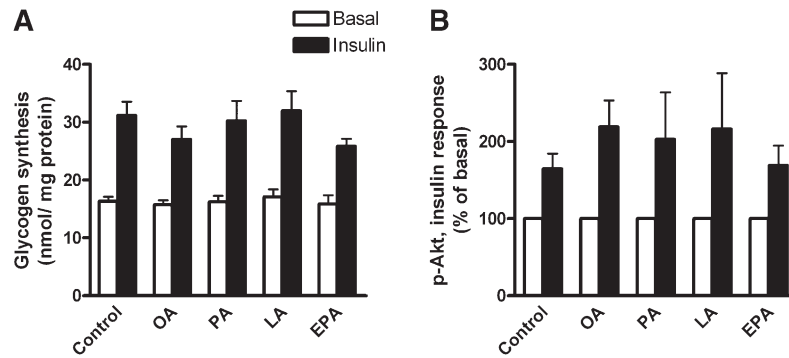 A
Basal
Insulin
Glycogen synthesis
(nmol/ mg protein)
40
30
20
10
0
Control
OA
PA
LA
EPA
B
p-Akt, insulin response
(% of basal)
300
200
100
0
Control
OA
PA
LA
EPA